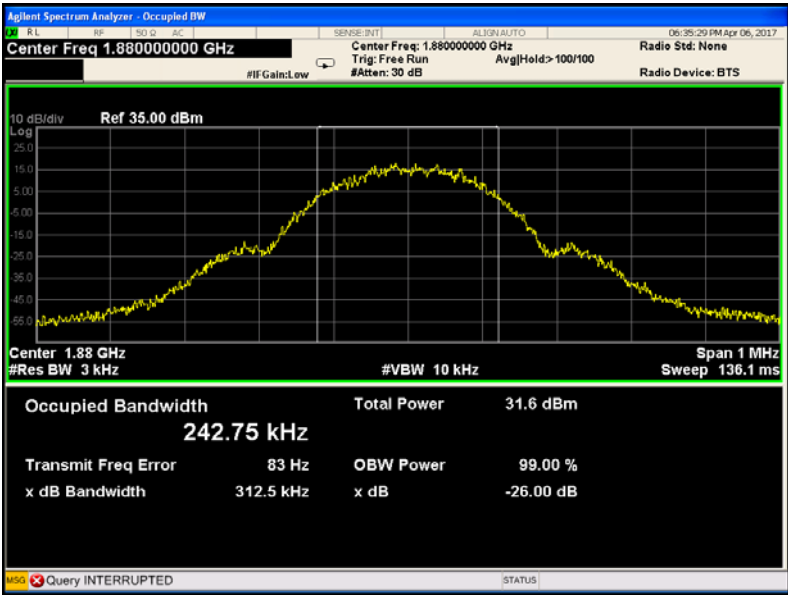 Agilent Spectrum Analyzer - Occupied BW
RL RF 50 Ω AC SENSE:INT ALIGN AUTO 06:35:29 PM Apr 06, 2017
Center Freq 1.880000000 GHz Center Freq: 1.880000000 GHz Radio Std: None
Trig: Free Run Avg|Hold:> 100/100
#IFGain:Low #Atten: 30 dB Radio Device: BTS
10 dB/div Ref 35.00 dBm
Log
25.0
15.0
5.00
-5.00
-15.0
-25.0
-35.0
-45.0
-55.0
Center 1.88 GHz Span 1 MHz
#Res BW 3 kHz #VBW 10 kHz Sweep 136.1 ms
Occupied Bandwidth Total Power 31.6 dBm
242.75 kHz
Transmit Freq Error 83 Hz OBW Power 99.00 %
x dB Bandwidth 312.5 kHz x dB -26.00 dB
MSG Query INTERRUPTED STATUS